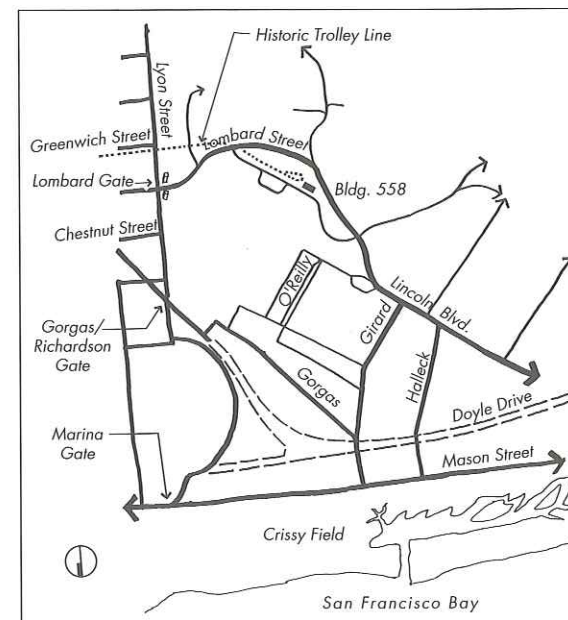 Historic Trolley Line
Lyon Street
Greenwich Street
Lombard Street
Lombard Gate
Bldg. 558
Chestnut Street
O'Reilly
Lincoln Blvd.
Girard
Gorgas/
Richardson
Gate
Gorgas
Halleck
Doyle Drive
Marina
Gate
Mason Street
Crissy Field
San Francisco Bay